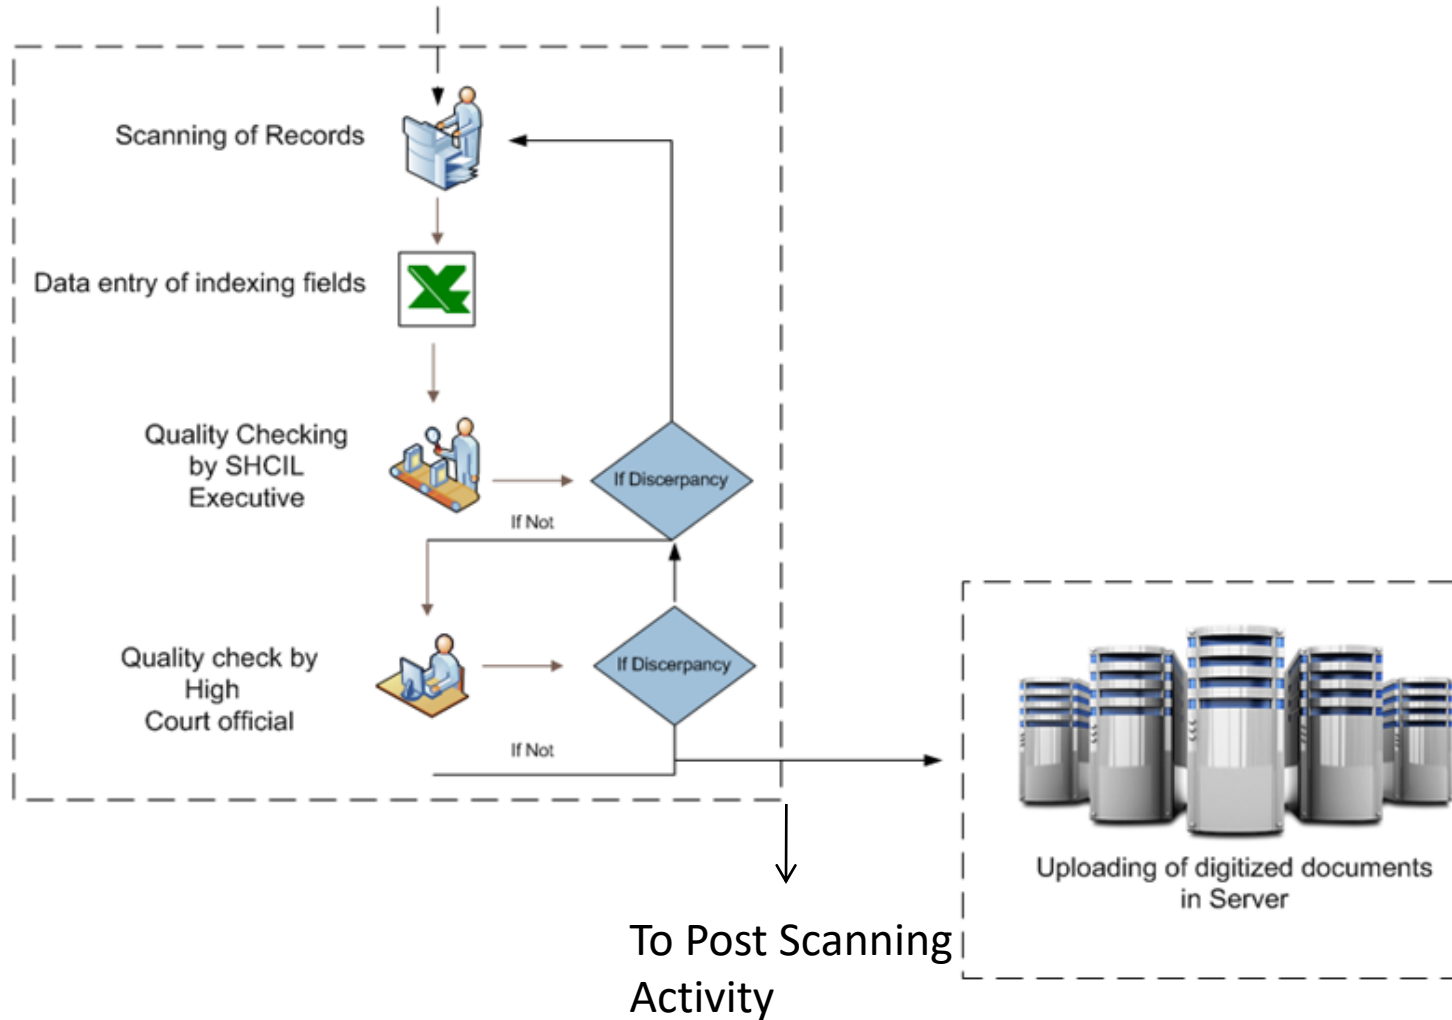 Scanning of Records
Data entry of indexing fields
Quality Checking
by SHCIL
Executive
If Discerpancy
If Not
Quality check by
High
Court official
If Discerpancy
If Not
Uploading of digitized documents
in Server
To Post Scanning
Activity